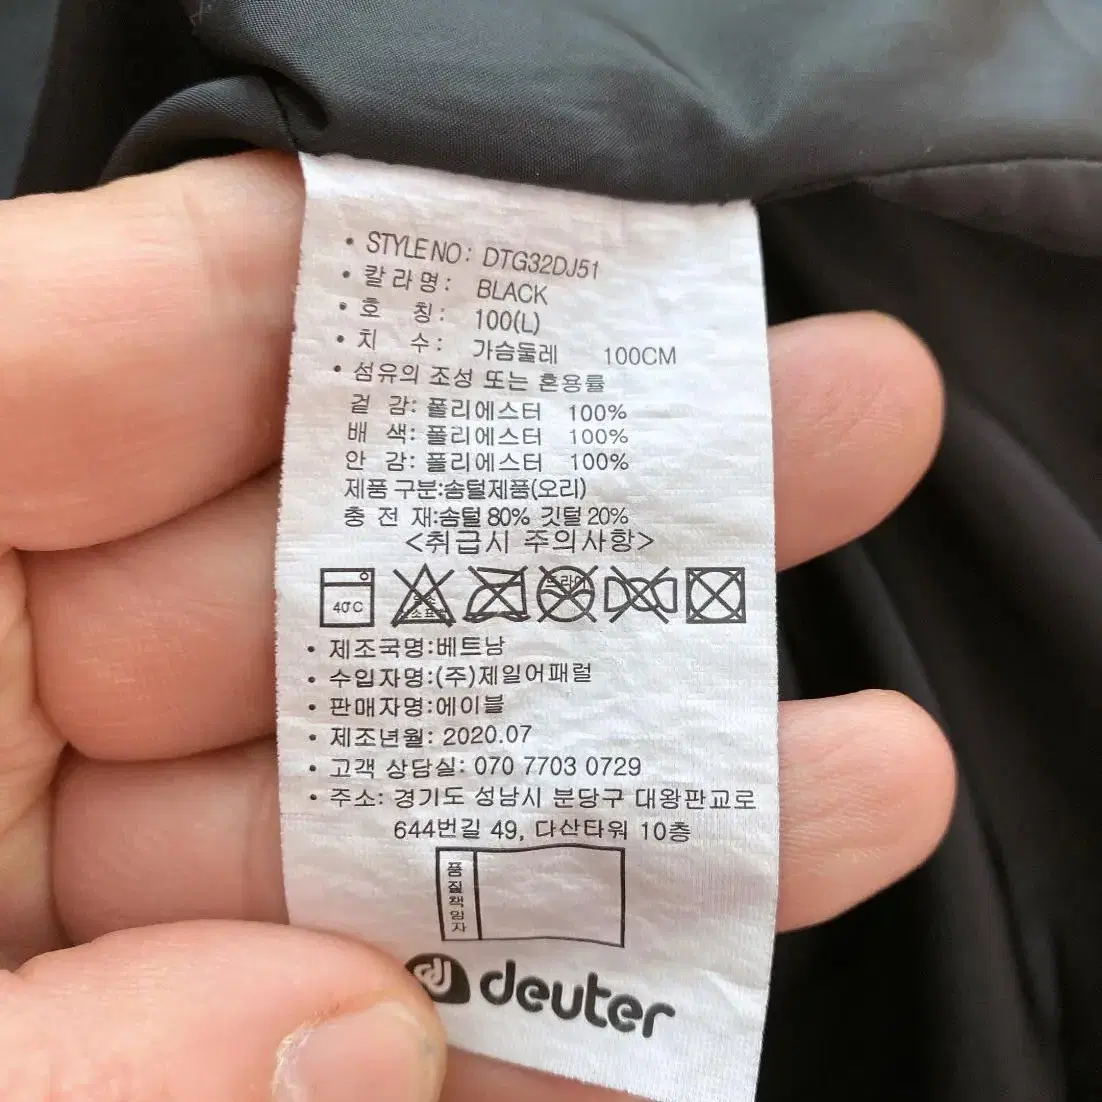 • STYLE NO: DTG32DJ51
• 칼라명: BLACK
• 호 칭: 100(L)
• 치 수: 가슴둘레 100CM
• 섬유의 조성 또는 혼용률
겉 감: 폴리에스터 100%
배 색: 폴리에스터 100%
안 감: 폴리에스터 100%
제품 구분:솜털제품(오리)
충 전 재:솜털 80% 깃털 20%
<취급시 주의사항>
40°C
드라이
• 제조국명:베트남
• 수입자명:(주)제일어패럴
• 판매자명:에이블
• 제조년월: 2020.07
• 고객 상담실: 070 7703 0729
• 주소: 경기도 성남시 분당구 대왕판교로
644번길 49, 다산타워 10층
품질책임자
deuter